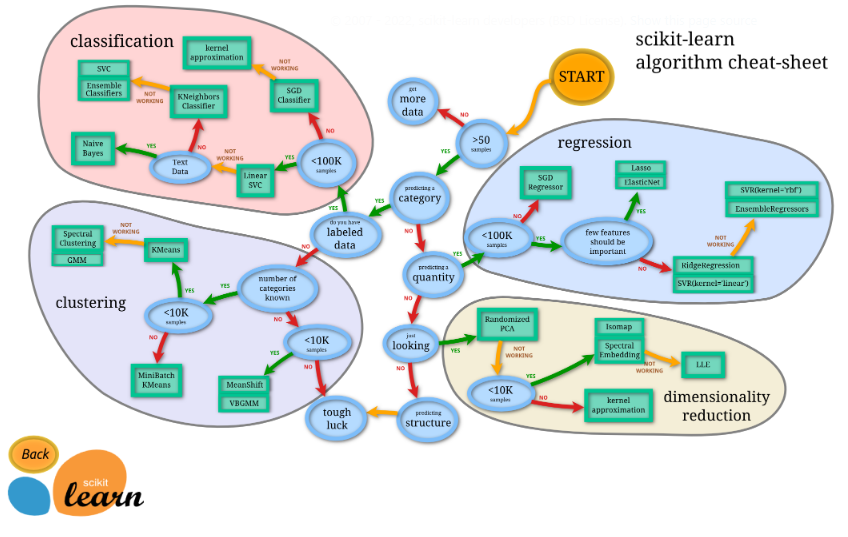 scikit-learn
algorithm cheat-sheet
START
classification
kernel
approximation
NOT
WORKING
SVC
Ensemble
Classifiers
NOT
WORKING
KNeighbors
Classifier
SGD
Classifier
NO
NO
Naive
Bayes
YES
Text
Data
NOT
WORKING
Linear
SVC
YES
<100K
samples
YES
get
more
data
NO
>50
samples
YES
predicting a
category
YES
NO
do you have
labeled
data
NO
predicting a
quantity
YES
NO
regression
SGD
Regressor
NO
<100K
samples
YES
few features
should be
important
YES
Lasso
ElasticNet
SVR(kernel='rbf')
EnsembleRegressors
NOT
WORKING
NO
RidgeRegression
SVR(kernel='linear')
clustering
Spectral
Clustering
GMM
NOT
WORKING
KMeans
YES
<10K
samples
YES
number of
categories
known
NO
NO
MiniBatch
KMeans
<10K
samples
YES
NO
MeanShift
VBGMM
just
looking
YES
NO
tough
luck
predicting
structure
Randomized
PCA
NOT
WORKING
<10K
samples
YES
NO
Isomap
Spectral
Embedding
NOT
WORKING
LLE
kernel
approximation
dimensionality
reduction
Back
scikit
learn